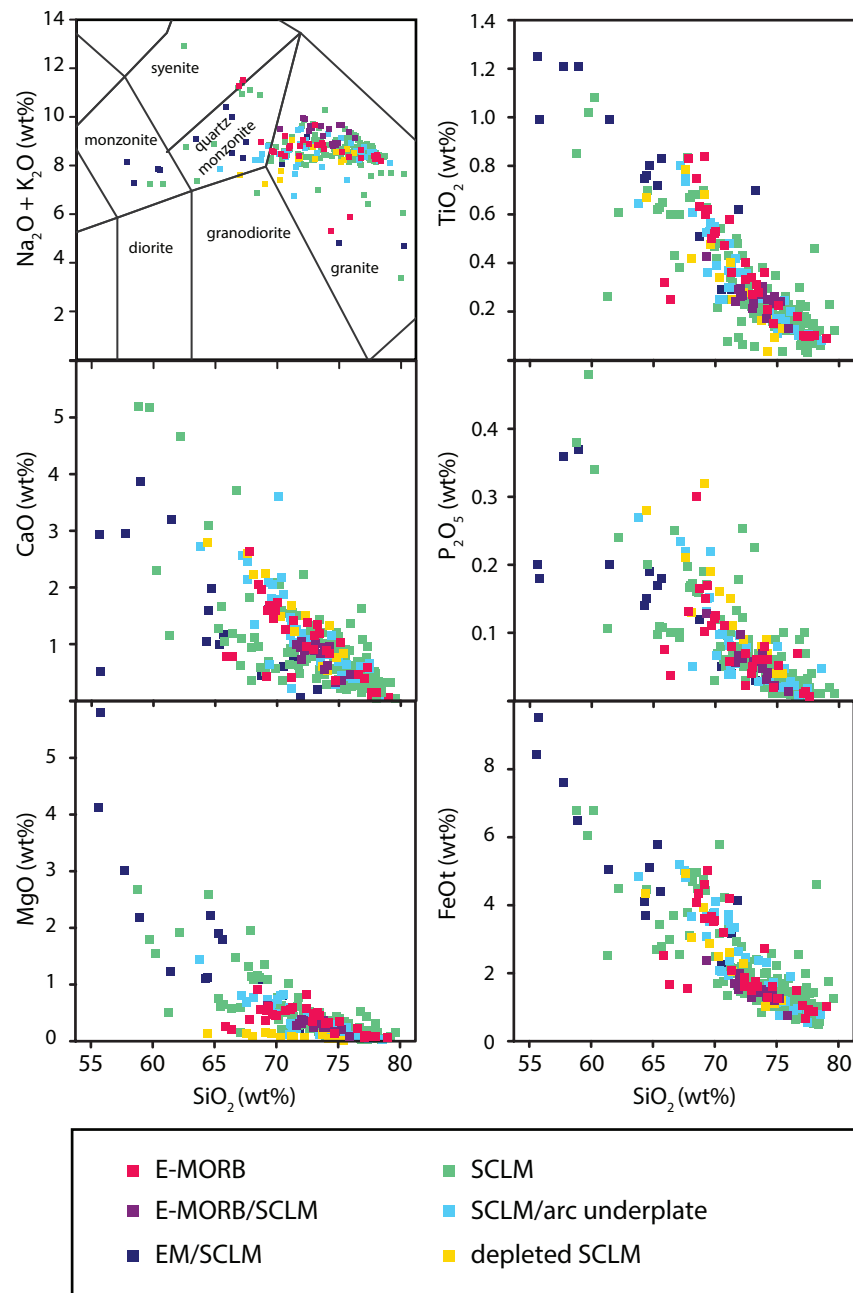 Na2O + K2O (wt%)
14
12
10
8
6
4
2
syenite
monzonite
quartz
monzonite
diorite
granodiorite
granite
TiO2 (wt%)
1.4
1.2
1.0
0.8
0.6
0.4
0.2
CaO (wt%)
5
4
3
2
1
P2O5 (wt%)
0.4
0.3
0.2
0.1
MgO (wt%)
5
4
3
2
1
0
55 60 65 70 75 80
SiO2 (wt%)
FeOt (wt%)
8
6
4
2
0
55 60 65 70 75 80
SiO2 (wt%)
E-MORB
E-MORB/SCLM
EM/SCLM
SCLM
SCLM/arc underplate
depleted SCLM